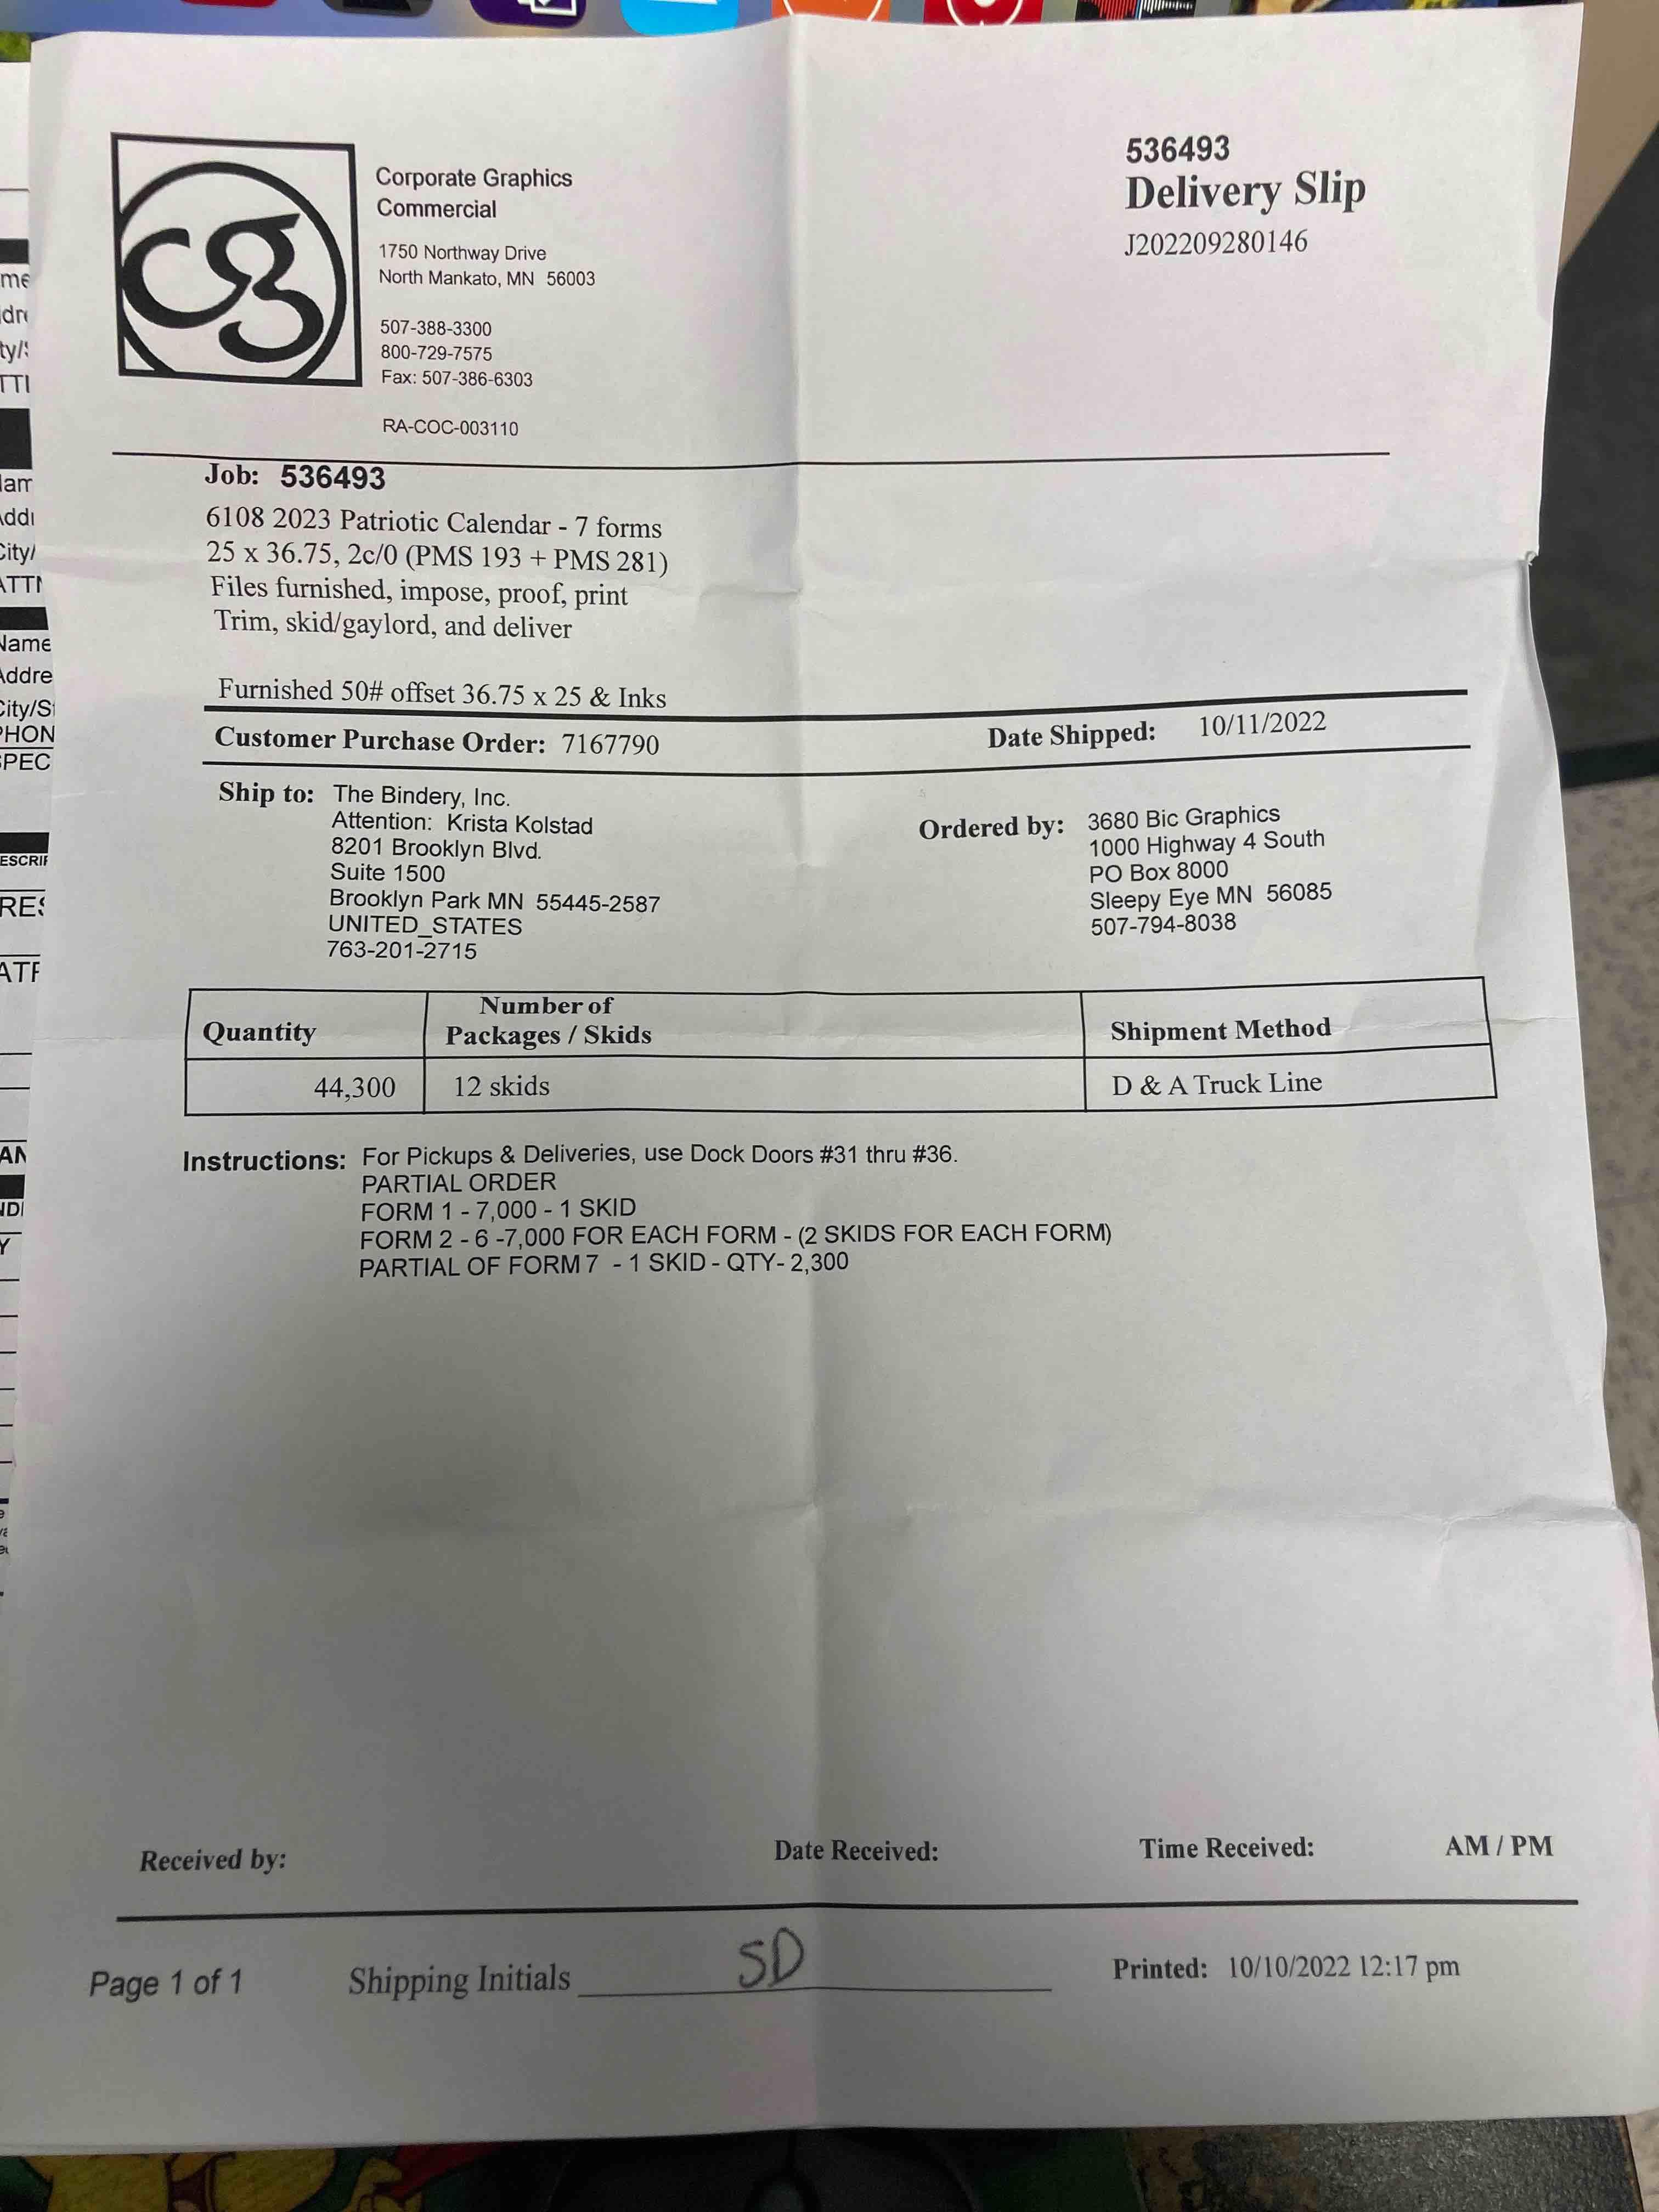 cg
Corporate Graphics
Commercial
1750 Northway Drive
North Mankato, MN 56003
507-388-3300
800-729-7575
Fax: 507-386-6303
RA-COC-003110
536493
Delivery Slip
J202209280146
Job: 536493
6108 2023 Patriotic Calendar - 7 forms
25 x 36.75, 2c/0 (PMS 193 + PMS 281)
Files furnished, impose, proof, print
Trim, skid/gaylord, and deliver
Furnished 50# offset 36.75 x 25 & Inks
Customer Purchase Order: 7167790
Date Shipped: 10/11/2022
Ship to: The Bindery, Inc.
Attention: Krista Kolstad
8201 Brooklyn Blvd.
Suite 1500
Brooklyn Park MN 55445-2587
UNITED_STATES
763-201-2715
Ordered by: 3680 Bic Graphics
1000 Highway 4 South
PO Box 8000
Sleepy Eye MN 56085
507-794-8038
Quantity
Number of
Packages / Skids
Shipment Method
44,300
12 skids
D & A Truck Line
Instructions: For Pickups & Deliveries, use Dock Doors #31 thru #36.
PARTIAL ORDER
FORM 1 - 7,000 - 1 SKID
FORM 2 - 6 -7,000 FOR EACH FORM - (2 SKIDS FOR EACH FORM)
PARTIAL OF FORM 7 - 1 SKID - QTY- 2,300
Received by:
Date Received:
Time Received:
AM / PM
Page 1 of 1
Shipping Initials SD
Printed: 10/10/2022 12:17 pm